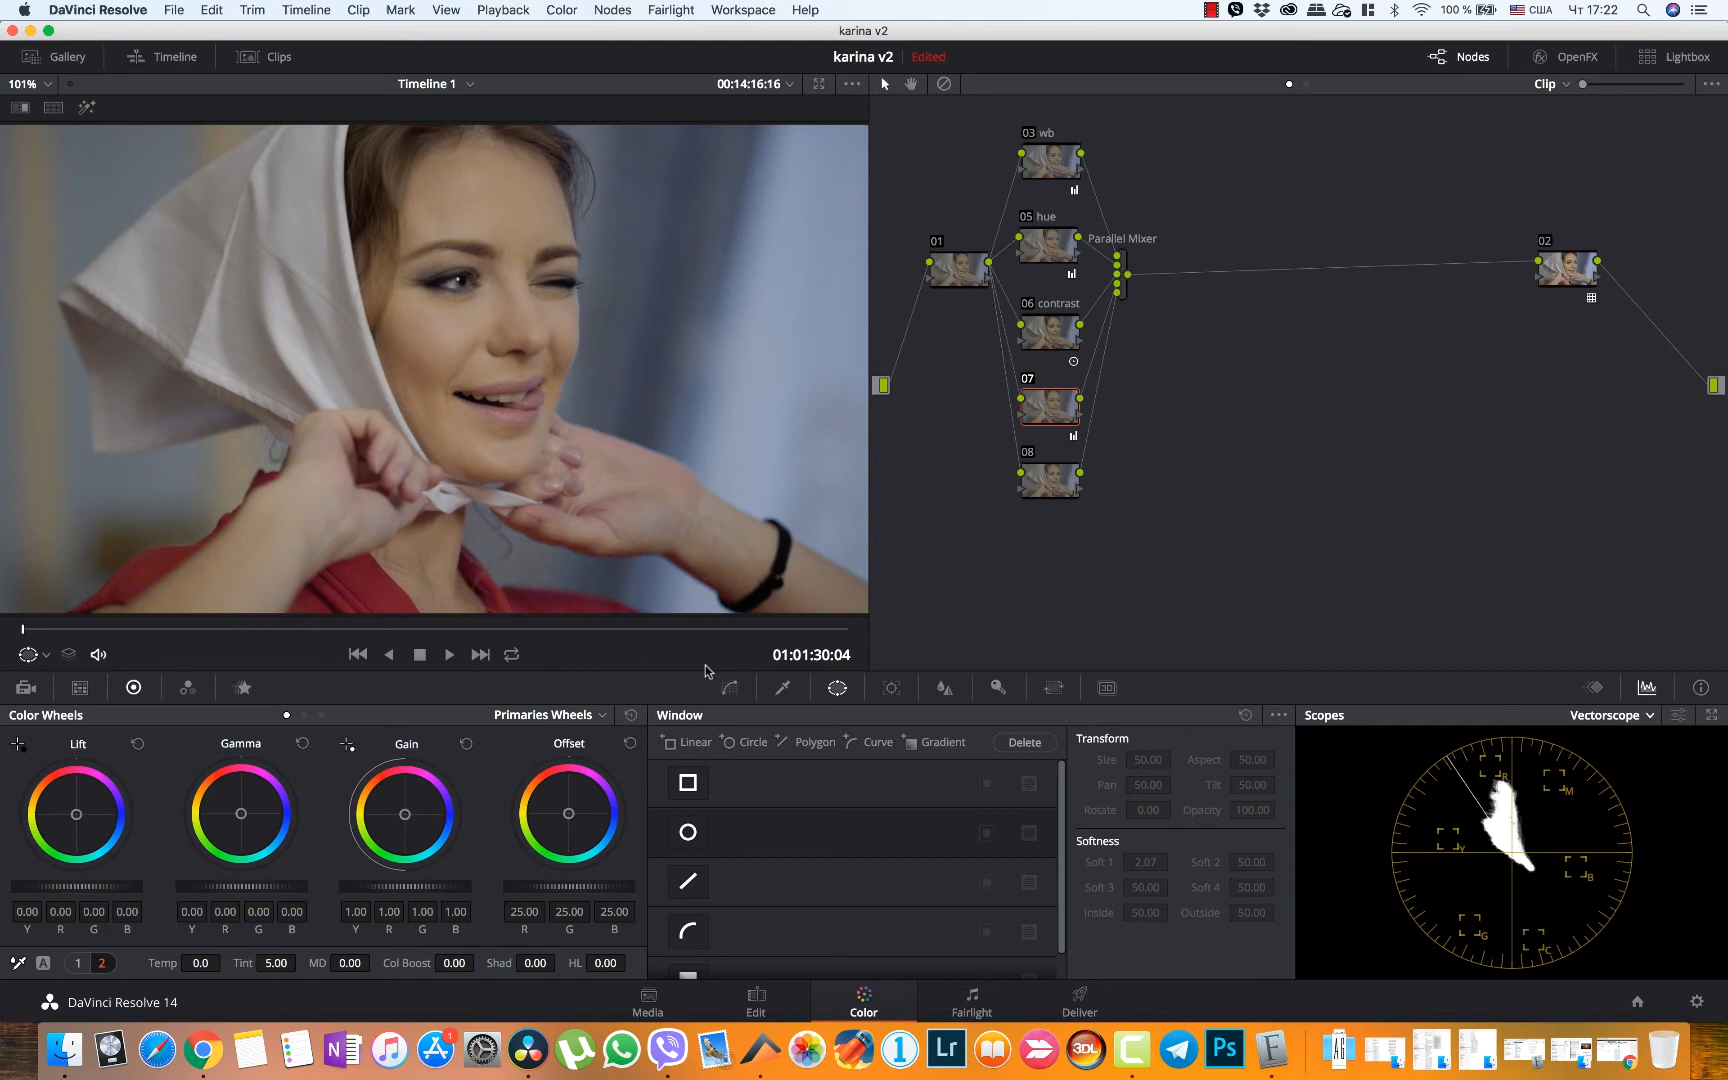 DaVinci Resolve File Edit Trim Timeline Clip Mark View Playback Color Nodes Fairlight Workspace Help 100 % США Чт 17:22
karina v2
Gallery Timeline Clips karina v2 Edited Nodes OpenFX Lightbox
101% Timeline 1 00:14:16:16 Clip
03 wb
05 hue
Parallel Mixer
01
02
06 contrast
07
08
01:01:30:04
Color Wheels Primaries Wheels Window Scopes Vectorscope
Lift Gamma Gain Offset
Linear Circle Polygon Curve Gradient Delete
Transform
Size 50.00 Aspect 50.00
Pan 50.00 Tilt 50.00
Rotate 0.00 Opacity 100.00
Softness
Soft 1 2.07 Soft 2 50.00
Soft 3 50.00 Soft 4 50.00
Inside 50.00 Outside 50.00
R
M
Y
B
G
C
0.00 0.00 0.00 0.00 0.00 0.00 0.00 0.00 1.00 1.00 1.00 1.00 25.00 25.00 25.00
Y R G B Y R G B Y R G B R G B
A 1 2 Temp 0.0 Tint 5.00 MD 0.00 Col Boost 0.00 Shad 0.00 HL 0.00
DaVinci Resolve 14
Media Edit Color Fairlight Deliver
1
N
1
Lr
3DL
Ps
F